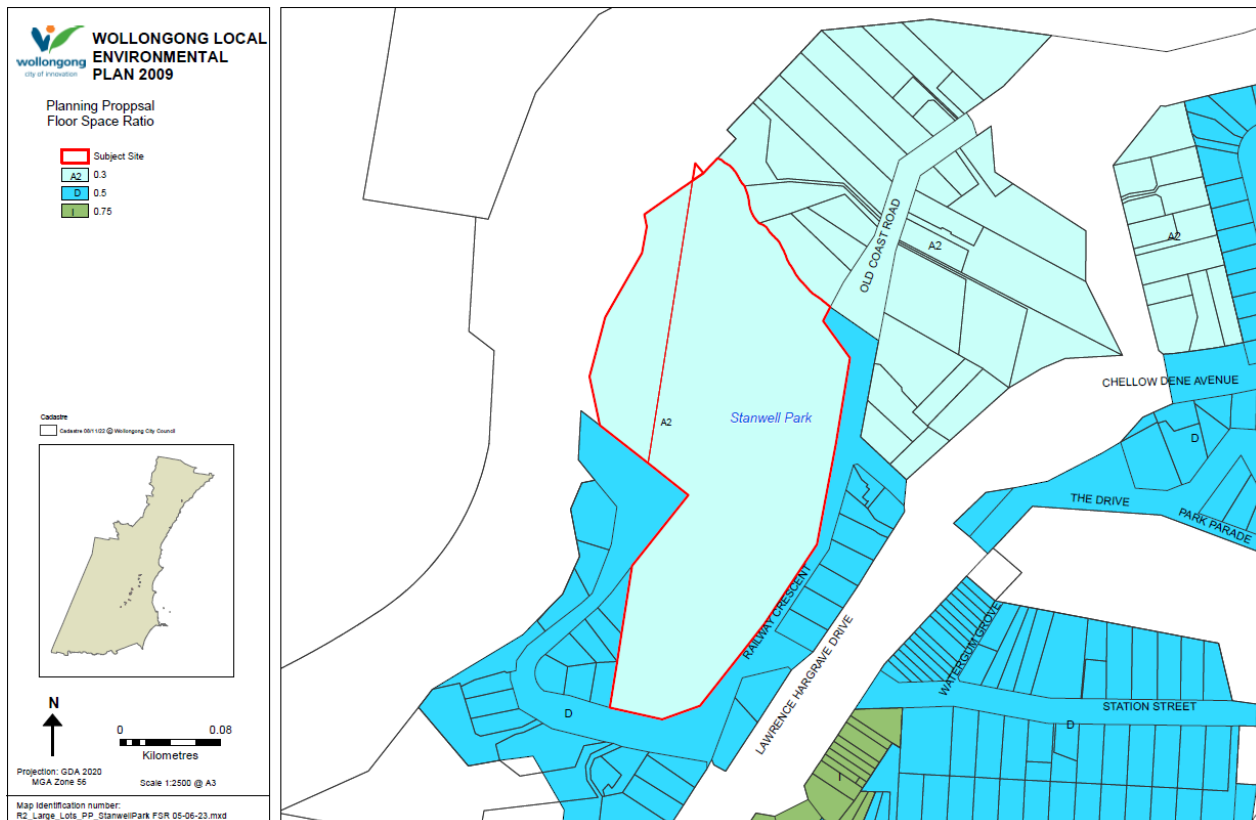 WOLLONGONG LOCAL
ENVIRONMENTAL
PLAN 2009
wollongong
city of innovation
Planning Proppsal
Floor Space Ratio
Subject Site
A2 0.3
D 0.5
I 0.75
Cadastre
Cadastre 08/11/22 @ Wollongong City Council
N
0 0.08
Kilometres
Projection: GDA 2020
MGA Zone 56
Scale 1:2500 @ A3
Map Identification number:
R2_Large_Lots_PP_StanwellPark FSR 05-06-23.mxd
OLD COAST ROAD
A2
A2
CHELLOW DENE AVENUE
Stanwell Park
A2
D
THE DRIVE
PARK PARADE
RAILWAY CRESCENT
LAWRENCE HARGRAVE DRIVE
WATERGUM GROVE
STATION STREET
D
D
I